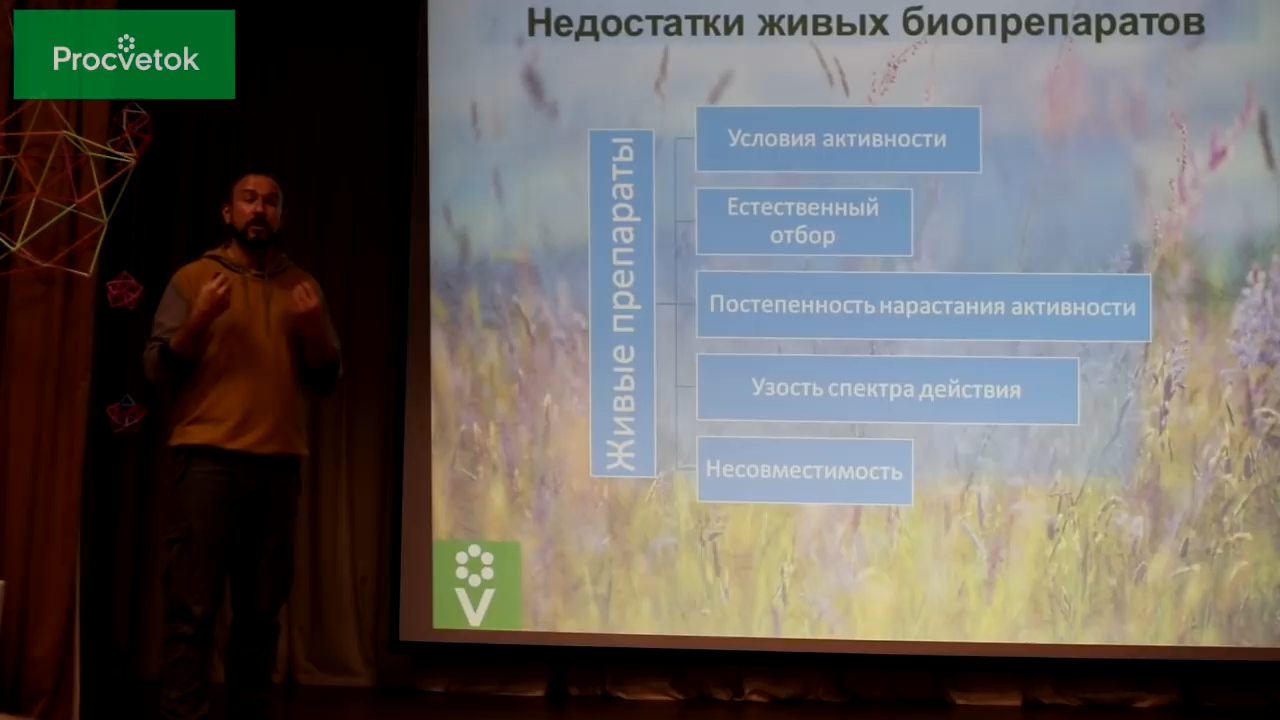 Procvetok
Недостатки живых биопрепаратов
Живые препараты
Условия активности
Естественный
отбор
Постепенность нарастания активности
Узость спектра действия
Несовместимость